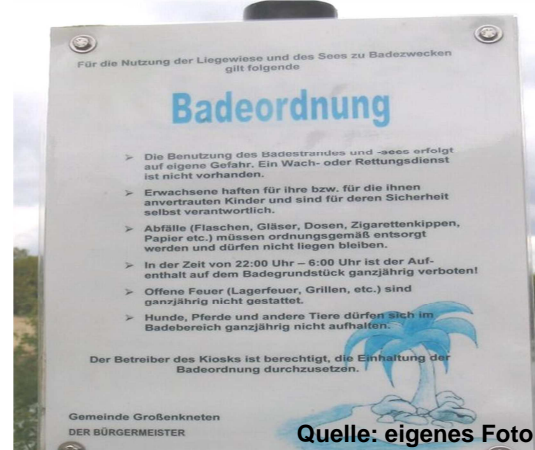 Für die Nutzung der Liegewiese und des Sees zu Badezwecken
gilt folgende
Badeordnung
➢ Die Benutzung des Badestrandes und -sees erfolgt
auf eigene Gefahr. Ein Wach- oder Rettungsdienst
ist nicht vorhanden.
➢ Erwachsene haften für ihre bzw. für die ihnen
anvertrauten Kinder und sind für deren Sicherheit
selbst verantwortlich.
➢ Abfälle (Flaschen, Gläser, Dosen, Zigarettenkippen,
Papier etc.) müssen ordnungsgemäß entsorgt
werden und dürfen nicht liegen bleiben.
➢ In der Zeit von 22:00 Uhr – 6:00 Uhr ist der Auf-
enthalt auf dem Badegrundstück ganzjährig verboten!
➢ Offene Feuer (Lagerfeuer, Grillen, etc.) sind
ganzjährig nicht gestattet.
➢ Hunde, Pferde und andere Tiere dürfen sich im
Badebereich ganzjährig nicht aufhalten.
Der Betreiber des Kiosks ist berechtigt, die Einhaltung der
Badeordnung durchzusetzen.
Gemeinde Großenkneten
DER BÜRGERMEISTER
Quelle: eigenes Foto